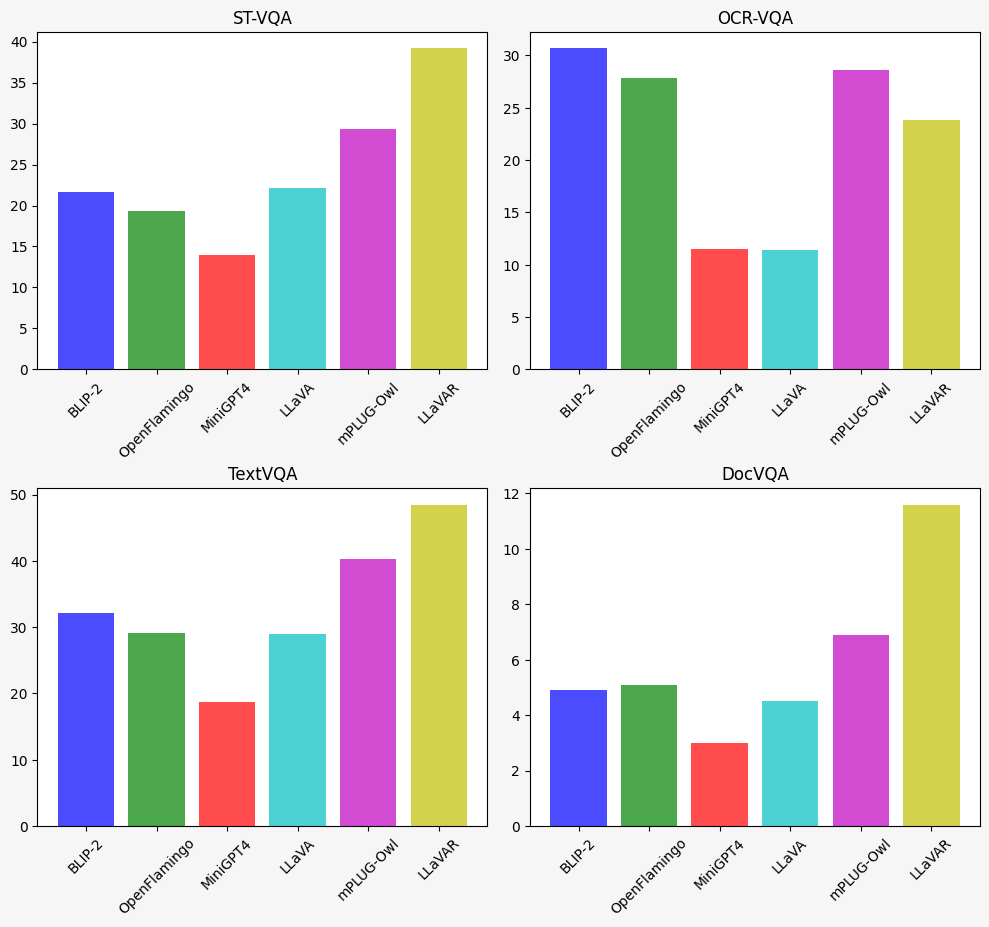 ST-VQA
OCR-VQA
40
35
30
25
20
15
10
5
0
30
25
20
15
10
5
0
BLIP-2
OpenFlamingo
MiniGPT4
LLaVA
mPLUG-Owl
LLaVAR
BLIP-2
OpenFlamingo
MiniGPT4
LLaVA
mPLUG-Owl
LLaVAR
TextVQA
DocVQA
50
40
30
20
10
0
12
10
8
6
4
2
0
BLIP-2
OpenFlamingo
MiniGPT4
LLaVA
mPLUG-Owl
LLaVAR
BLIP-2
OpenFlamingo
MiniGPT4
LLaVA
mPLUG-Owl
LLaVAR